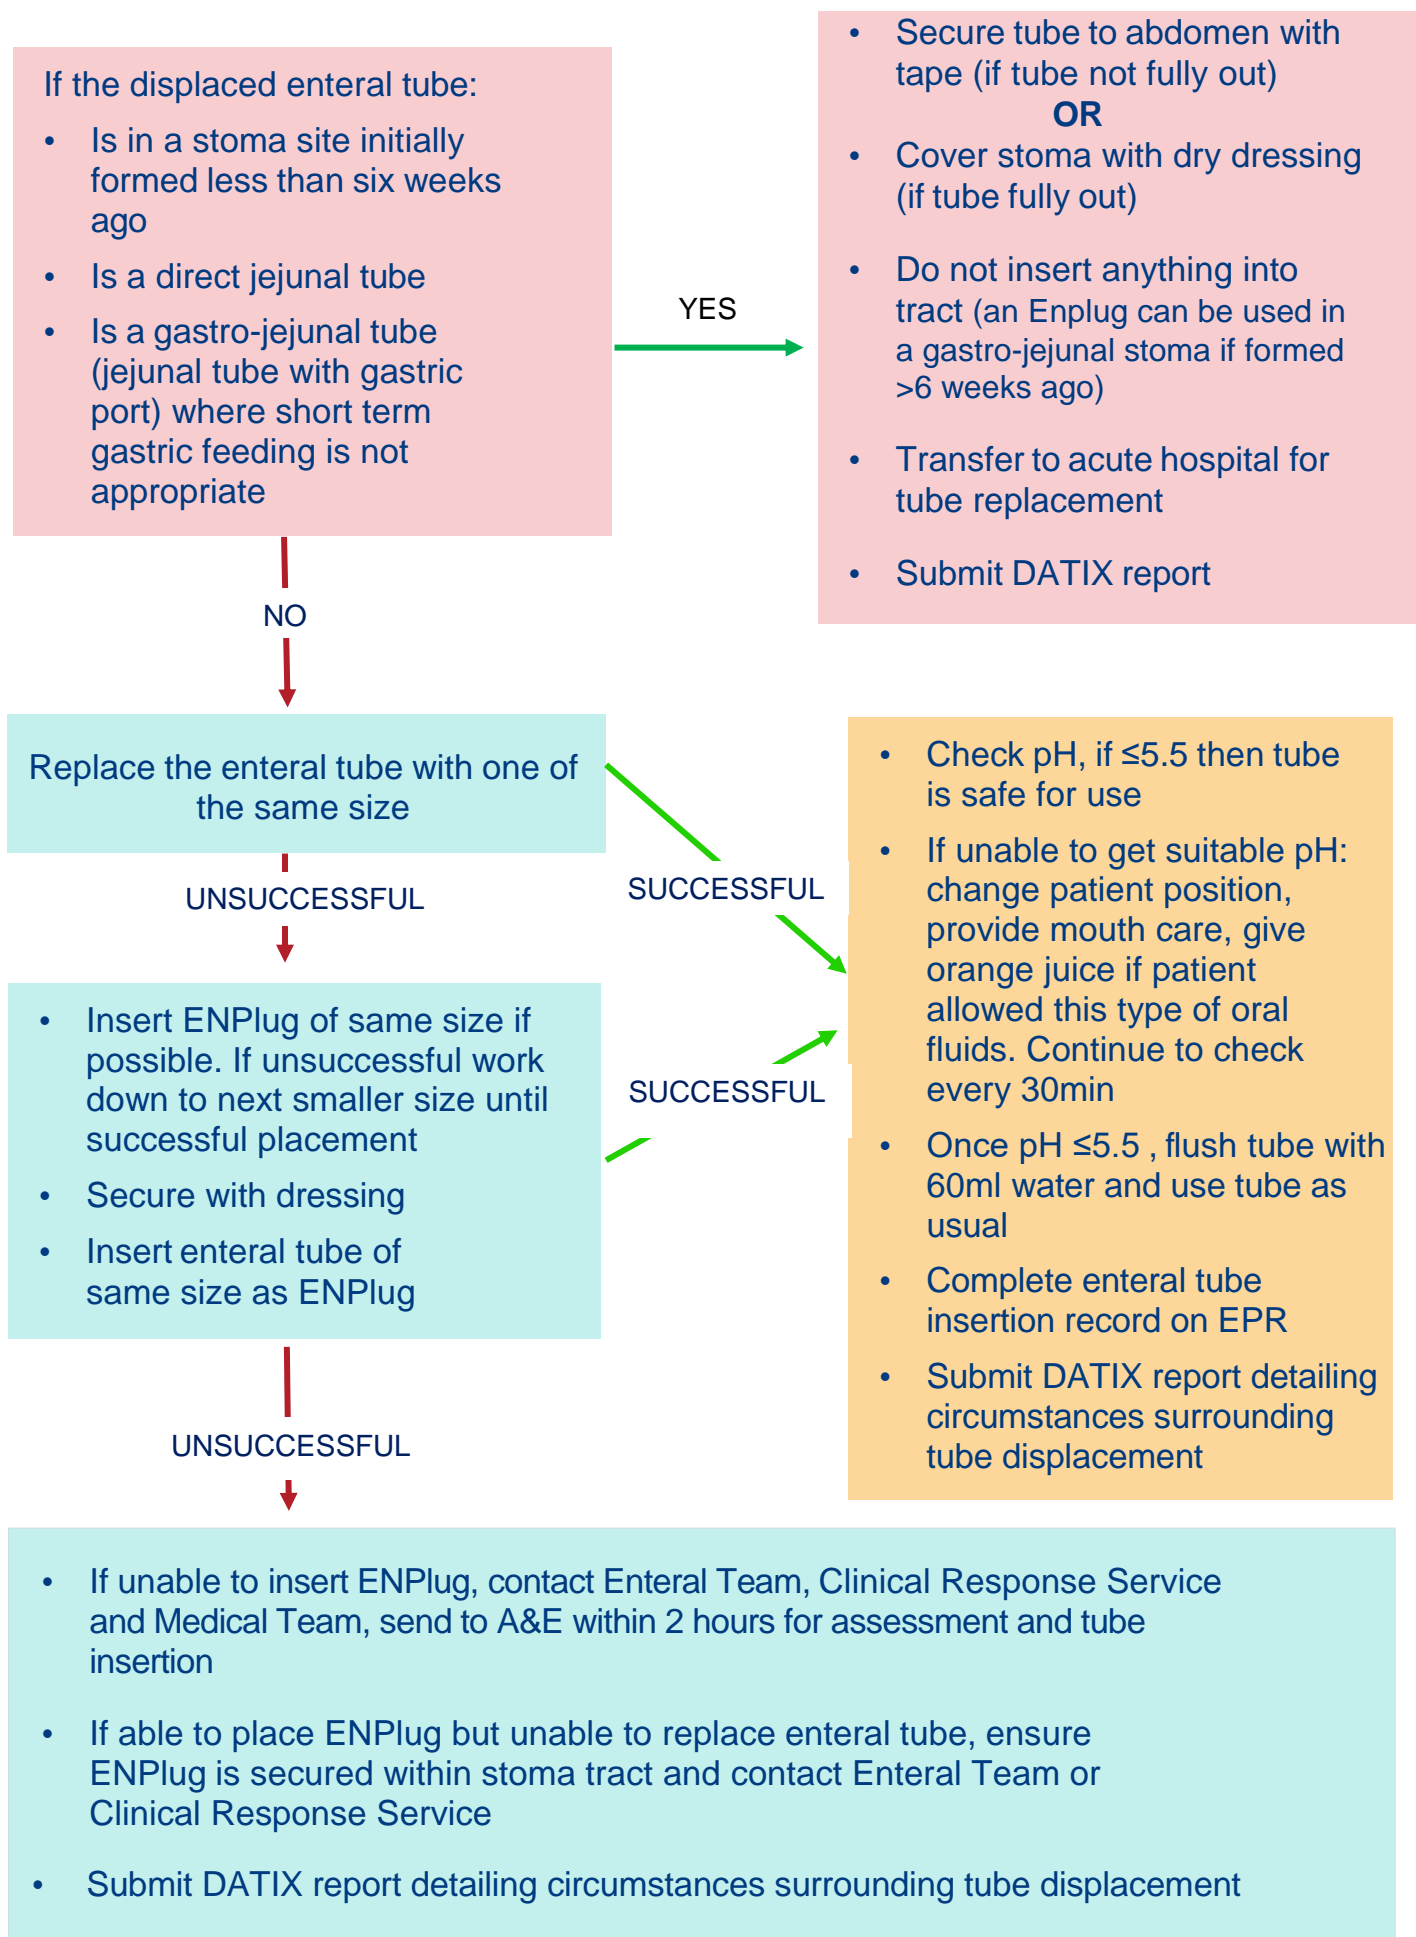 If the displaced enteral tube:
• Is in a stoma site initially
formed less than six weeks
ago
• Is a direct jejunal tube
• Is a gastro-jejunal tube
(jejunal tube with gastric
port) where short term
gastric feeding is not
appropriate
YES
• Secure tube to abdomen with
tape (if tube not fully out)
OR
• Cover stoma with dry dressing
(if tube fully out)
• Do not insert anything into
tract (an Enplug can be used in
a gastro-jejunal stoma if formed
>6 weeks ago)
• Transfer to acute hospital for
tube replacement
• Submit DATIX report
NO
Replace the enteral tube with one of
the same size
SUCCESSFUL
UNSUCCESSFUL
• Insert ENPlug of same size if
possible. If unsuccessful work
down to next smaller size until
successful placement
• Secure with dressing
• Insert enteral tube of
same size as ENPlug
SUCCESSFUL
• Check pH, if ≤5.5 then tube
is safe for use
• If unable to get suitable pH:
change patient position,
provide mouth care, give
orange juice if patient
allowed this type of oral
fluids. Continue to check
every 30min
• Once pH ≤5.5 , flush tube with
60ml water and use tube as
usual
• Complete enteral tube
insertion record on EPR
• Submit DATIX report detailing
circumstances surrounding
tube displacement
UNSUCCESSFUL
• If unable to insert ENPlug, contact Enteral Team, Clinical Response Service
and Medical Team, send to A&E within 2 hours for assessment and tube
insertion
• If able to place ENPlug but unable to replace enteral tube, ensure
ENPlug is secured within stoma tract and contact Enteral Team or
Clinical Response Service
• Submit DATIX report detailing circumstances surrounding tube displacement